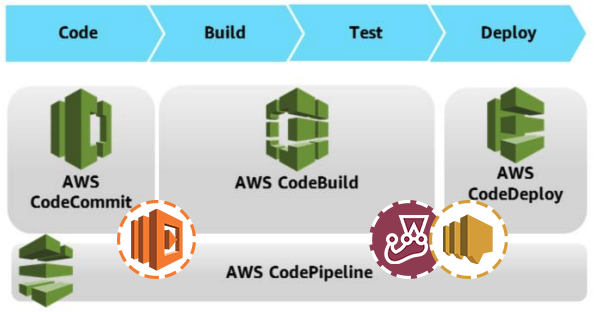 Code
Build
Test
Deploy
AWS
CodeCommit
AWS CodeBuild
AWS
CodeDeploy
AWS CodePipeline